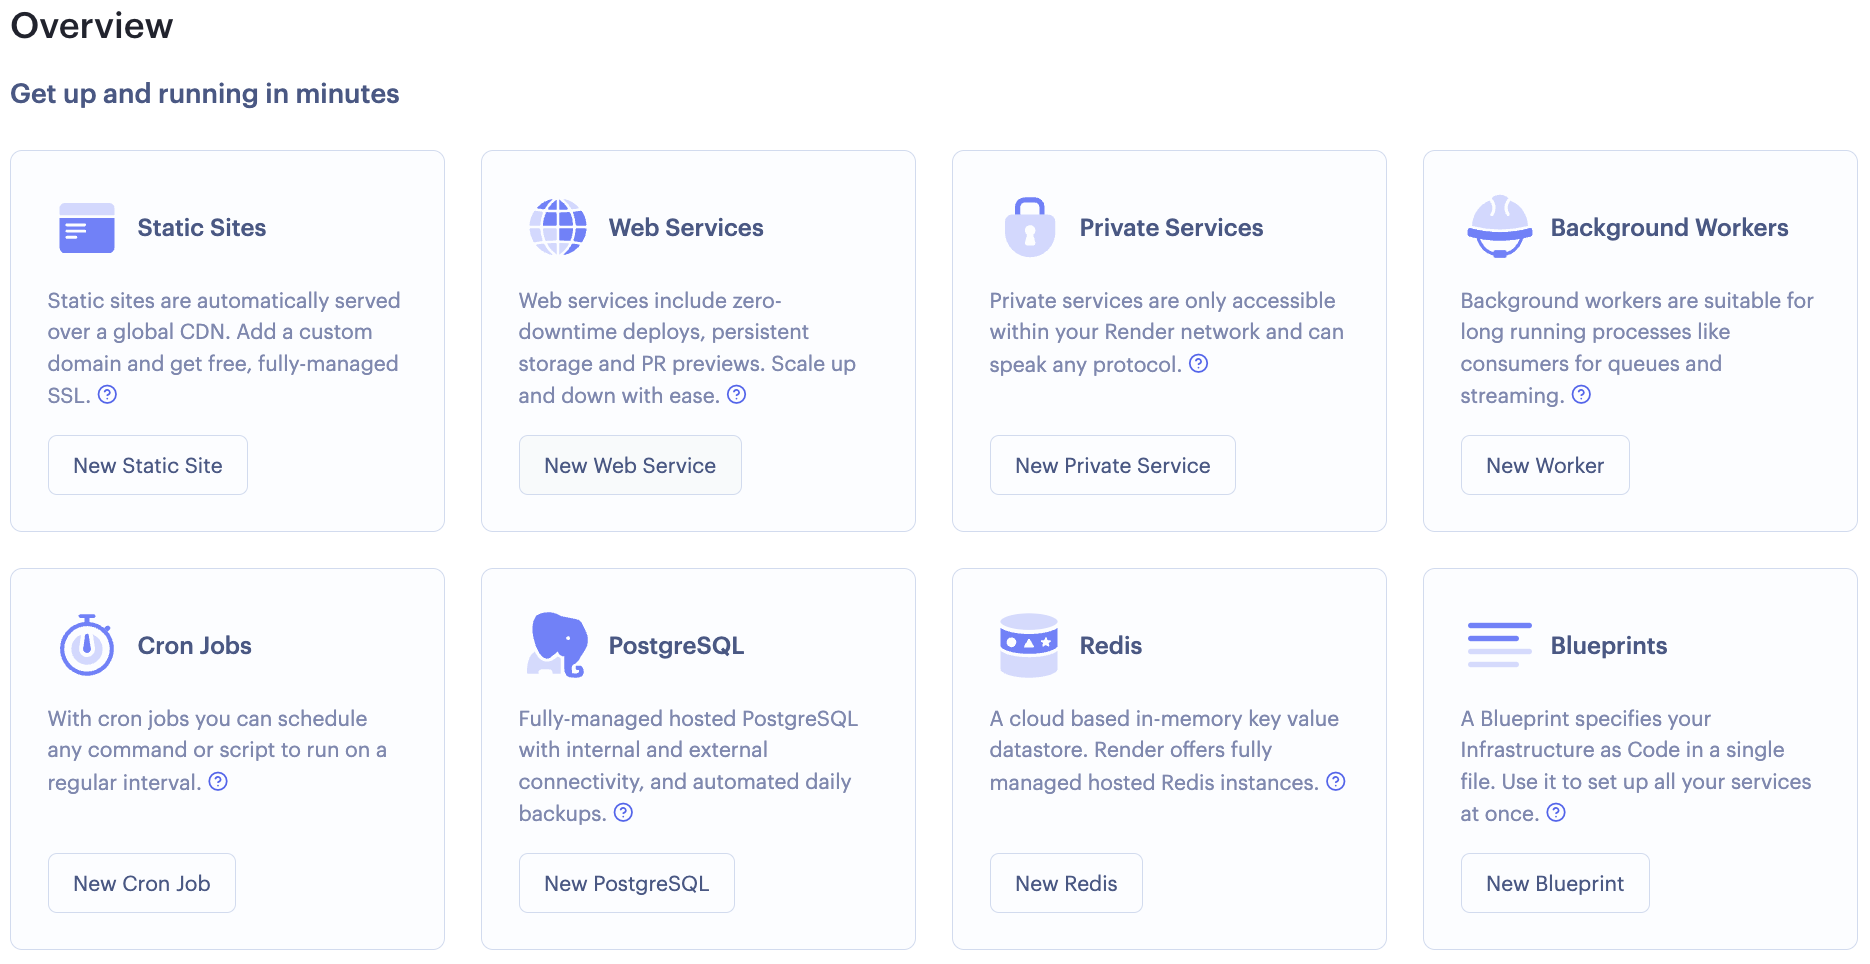 Overview
Get up and running in minutes
Static Sites
Static sites are automatically served
over a global CDN. Add a custom
domain and get free, fully-managed
SSL.
New Static Site
Web Services
Web services include zero-
downtime deploys, persistent
storage and PR previews. Scale up
and down with ease.
New Web Service
Private Services
Private services are only accessible
within your Render network and can
speak any protocol.
New Private Service
Background Workers
Background workers are suitable for
long running processes like
consumers for queues and
streaming.
New Worker
Cron Jobs
With cron jobs you can schedule
any command or script to run on a
regular interval.
New Cron Job
PostgreSQL
Fully-managed hosted PostgreSQL
with internal and external
connectivity, and automated daily
backups.
New PostgreSQL
Redis
A cloud based in-memory key value
datastore. Render offers fully
managed hosted Redis instances.
New Redis
Blueprints
A Blueprint specifies your
Infrastructure as Code in a single
file. Use it to set up all your services
at once.
New Blueprint